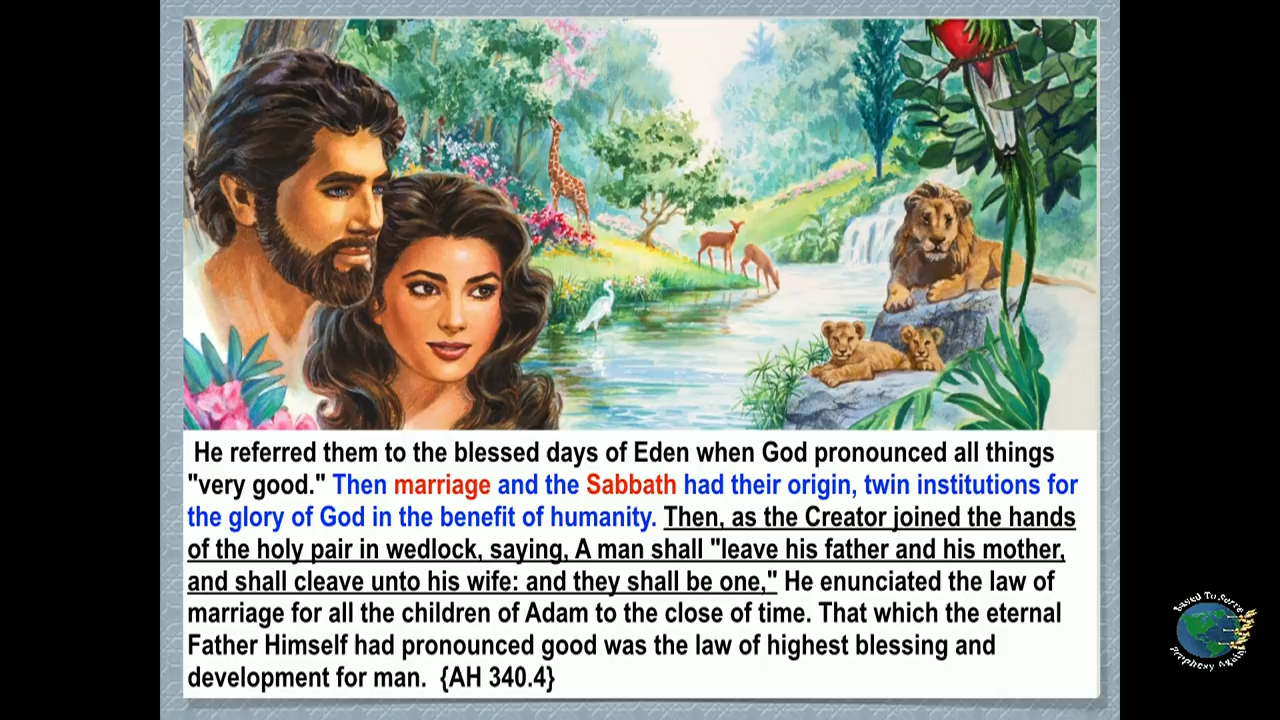 He referred them to the blessed days of Eden when God pronounced all things
"very good." Then marriage and the Sabbath had their origin, twin institutions for
the glory of God in the benefit of humanity. Then, as the Creator joined the hands
of the holy pair in wedlock, saying, A man shall "leave his father and his mother,
and shall cleave unto his wife: and they shall be one," He enunciated the law of
marriage for all the children of Adam to the close of time. That which the eternal
Father Himself had pronounced good was the law of highest blessing and
development for man. {AH 340.4}
Prophesy Again